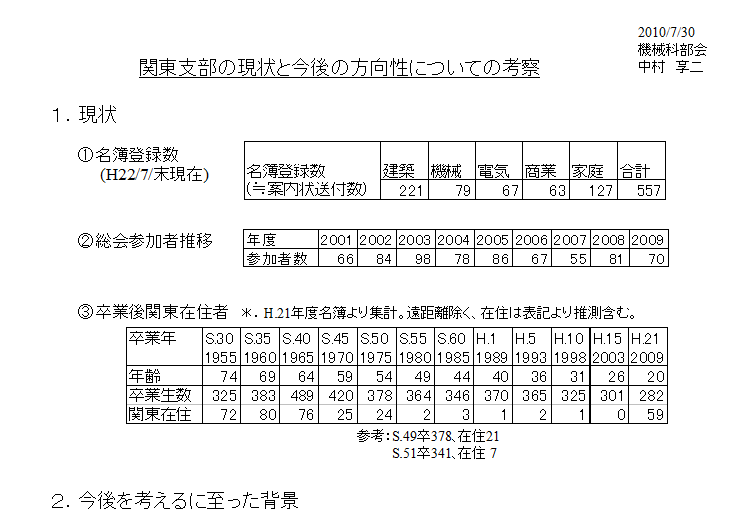 2010/7/30
機械科部会
中村　享二
関東支部の現状と今後の方向性についての考察
１．現状
①名簿登録数
(H22/7/末現在)
建築 機械 電気 商業 家庭 合計
名簿登録数
(≒案内状送付数) 221 79 67 63 127 557
②総会参加者推移
年度 2001 2002 2003 2004 2005 2006 2007 2008 2009
参加者数 66 84 98 78 86 67 55 81 70
③卒業後関東在住者　＊．H.21年度名簿より集計。遠距離除く、在住は表記より推測含む。
卒業年 S.30 S.35 S.40 S.45 S.50 S.55 S.60 H.1 H.5 H.10 H.15 H.21
1955 1960 1965 1970 1975 1980 1985 1989 1993 1998 2003 2009
年齢 74 69 64 59 54 49 44 40 36 31 26 20
卒業生数 325 383 489 420 378 364 346 370 365 325 301 282
関東在住 72 80 76 25 24 2 3 1 2 1 0 59
参考：S.49卒378、在住21
S.51卒341、在住 7
２．今後を考えるに至った背景